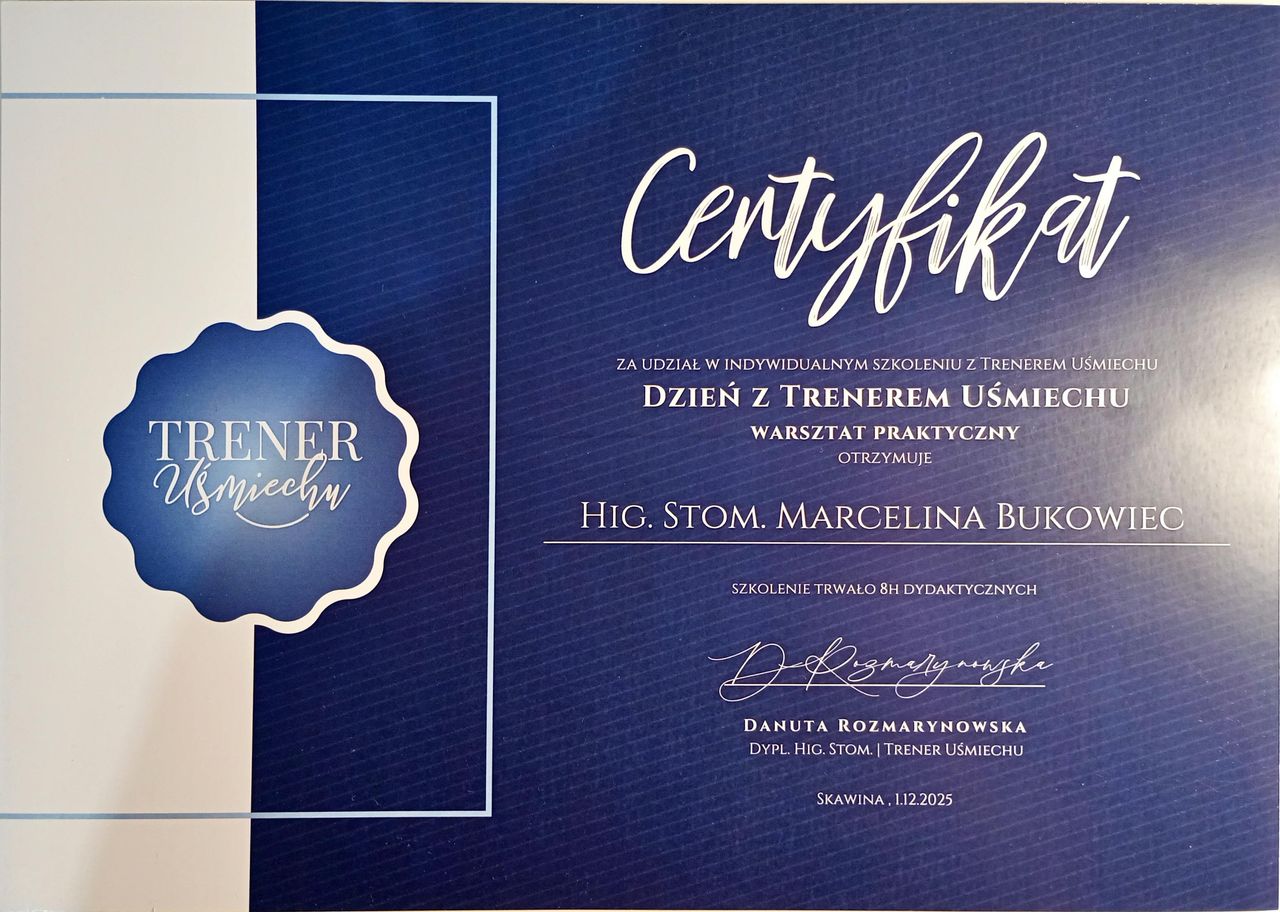 Certyfikat
za udział w indywidualnym szkoleniu z Trenerem Uśmiechu
Dzień z Trenerem Uśmiechu
warsztat praktyczny
otrzymuje
Hig. Stom. Marcelina Bukowiec
szkolenie trwało 8h dydaktycznych
D Rozmarynowska
Danuta Rozmarynowska
Dypl. Hig. Stom. | Trener Uśmiechu
Skawina , 1.12.2025
TRENER
Uśmiechu